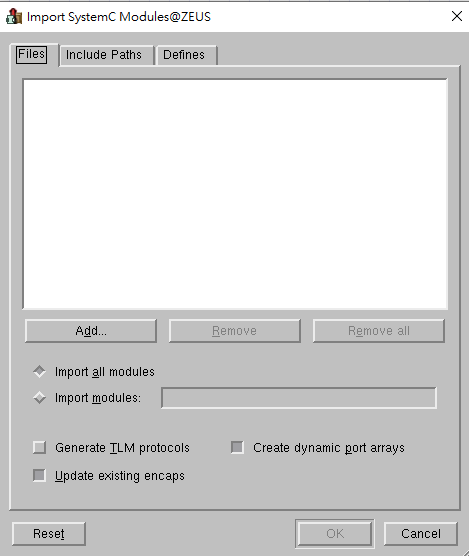 Import SystemC Modules@ZEUS
Files Include Paths Defines
Add... Remove Remove all
Import all modules
Import modules:
Generate TLM protocols Create dynamic port arrays
Update existing encaps
Reset OK Cancel